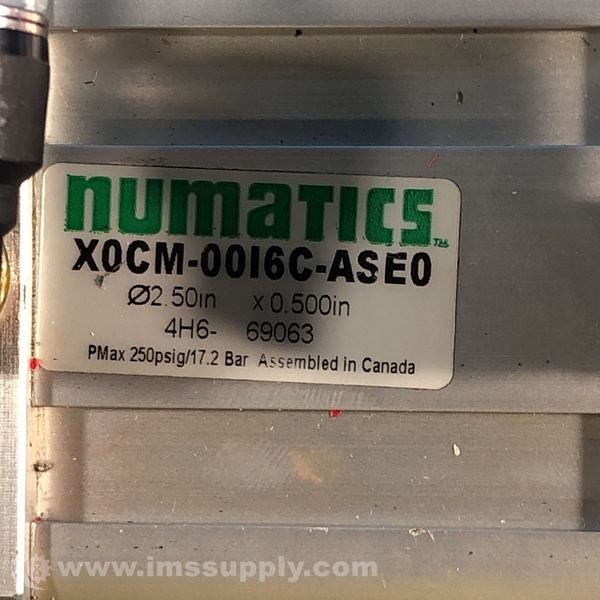 numatics
X0CM-00I6C-ASE0
Ø2.50in x 0.500in
4H6- 69063
PMax 250psig/17.2 Bar Assembled in Canada
www.imssupply.com